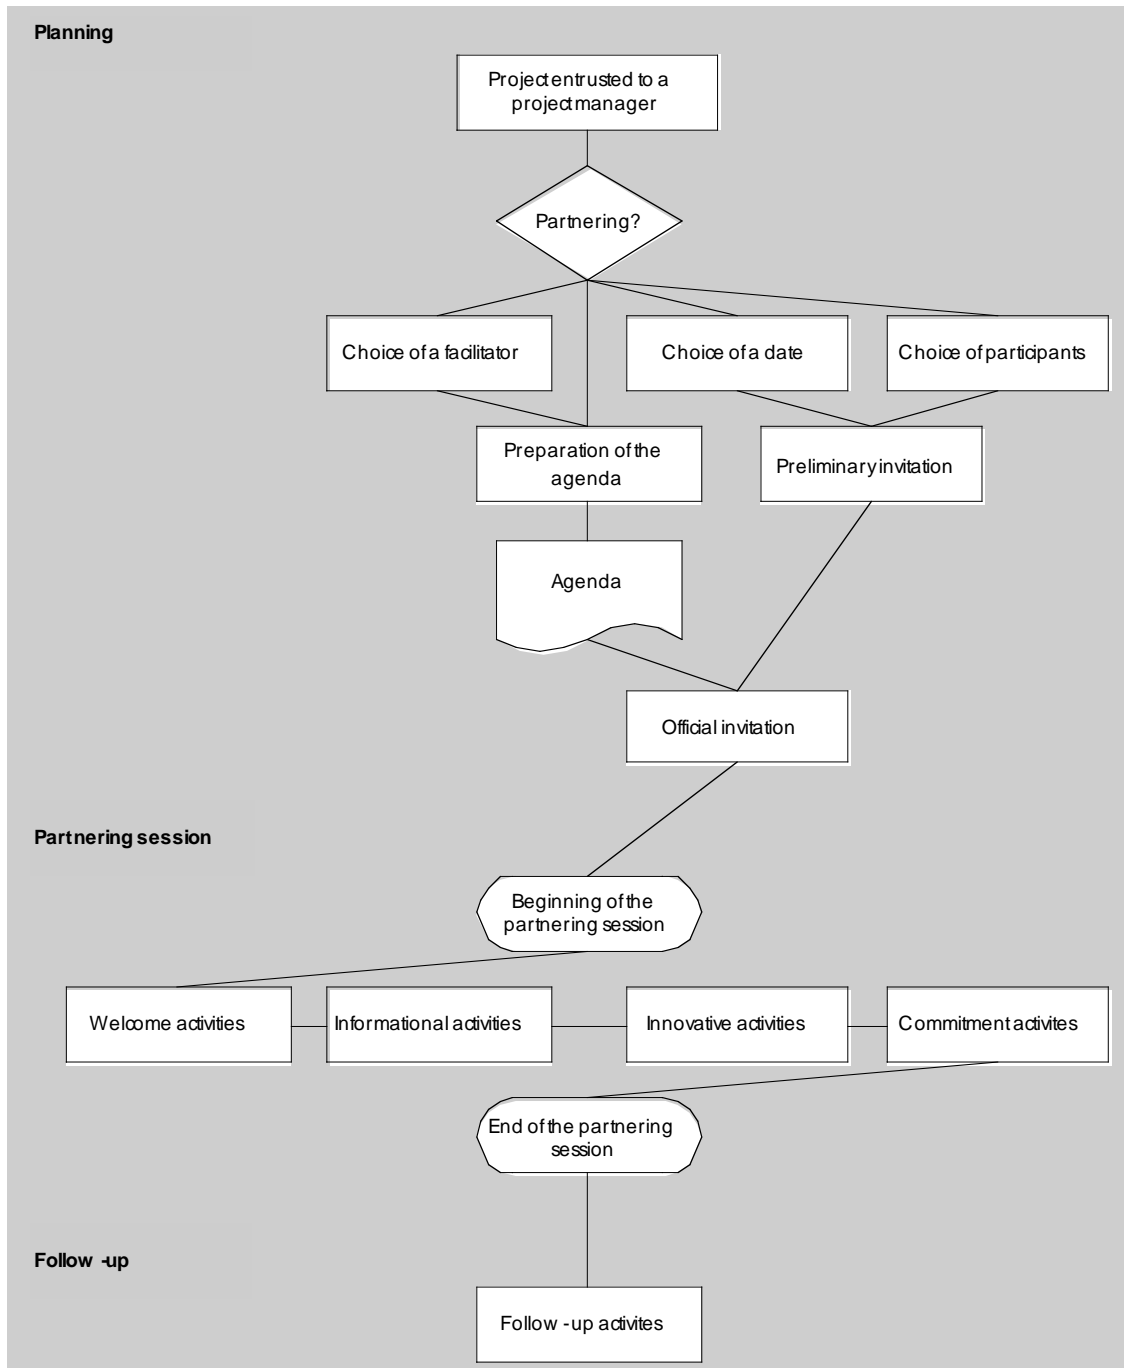 Planning
Project entrusted to a
project manager
Partnering?
Choice of a facilitator
Choice of a date
Choice of participants
Preparation of the
agenda
Preliminary invitation
Agenda
Official invitation
Partnering session
Beginning of the
partnering session
Welcome activities
Informational activities
Innovative activities
Commitment activites
End of the partnering
session
Follow -up
Follow -up activites